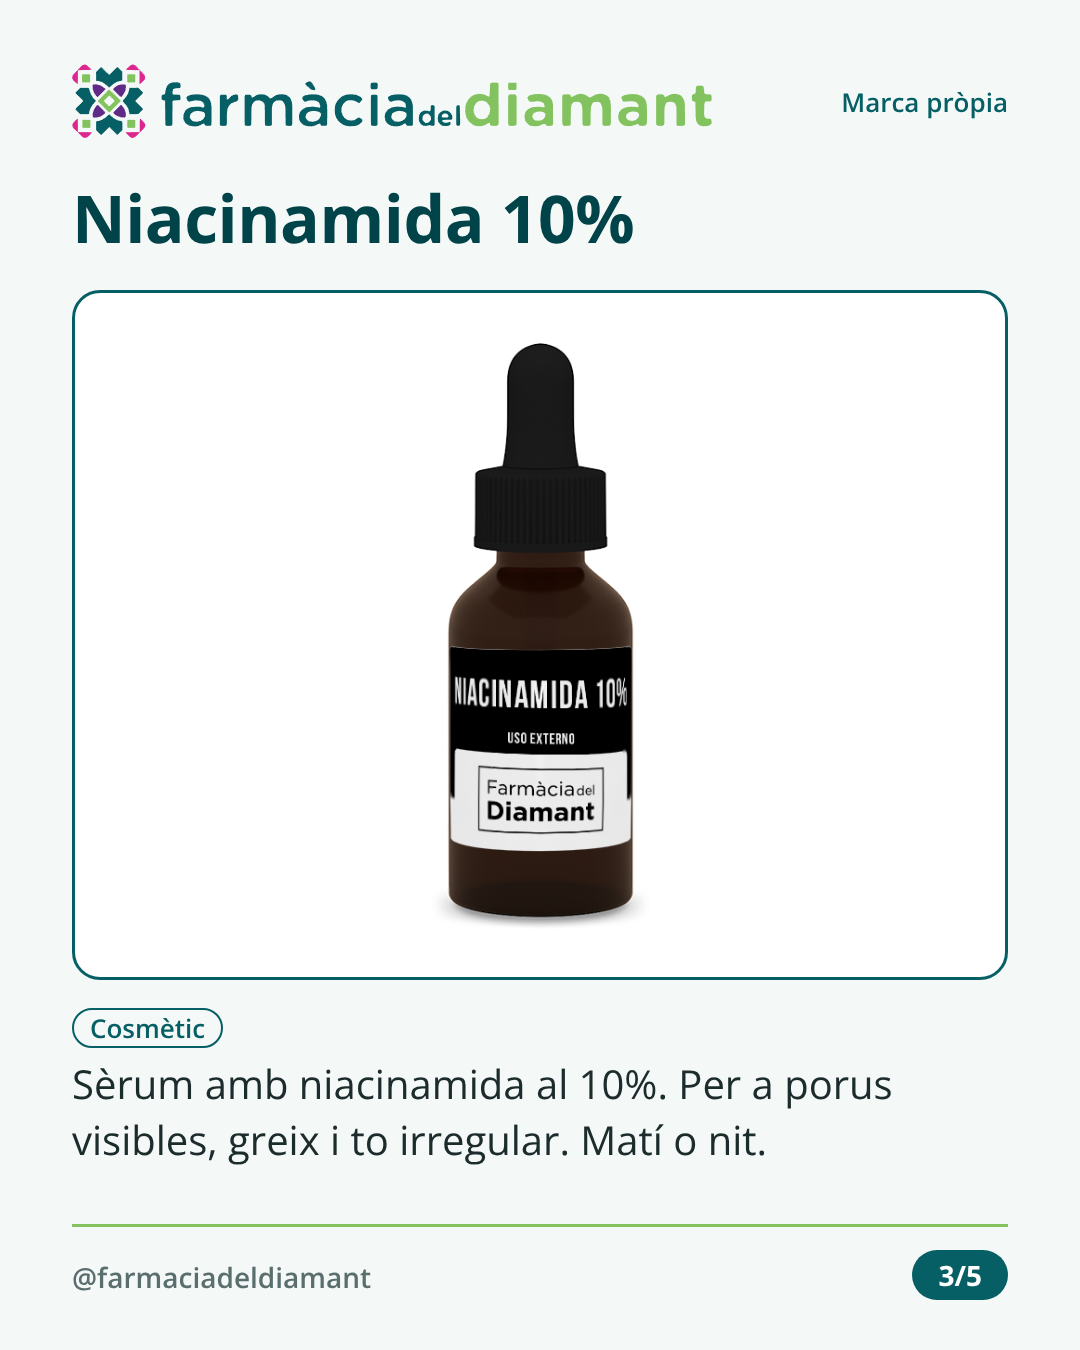 farmàciadeldiamant
Marca pròpia
Niacinamida 10%
NIACINAMIDA 10%
USO EXTERNO
Farmàciadel
Diamant
Cosmètic
Sèrum amb niacinamida al 10%. Per a porus
visibles, greix i to irregular. Matí o nit.
@farmaciadeldiamant
3/5